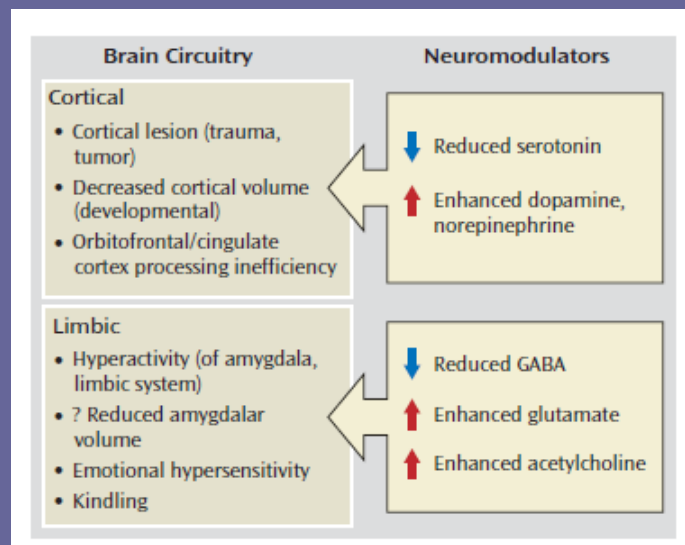 Brain Circuitry
Neuromodulators
Cortical
• Cortical lesion (trauma,
tumor)
• Decreased cortical volume
(developmental)
• Orbitofrontal/cingulate
cortex processing inefficiency
Reduced serotonin
Enhanced dopamine,
norepinephrine
Limbic
• Hyperactivity (of amygdala,
limbic system)
• ? Reduced amygdalar
volume
• Emotional hypersensitivity
• Kindling
Reduced GABA
Enhanced glutamate
Enhanced acetylcholine